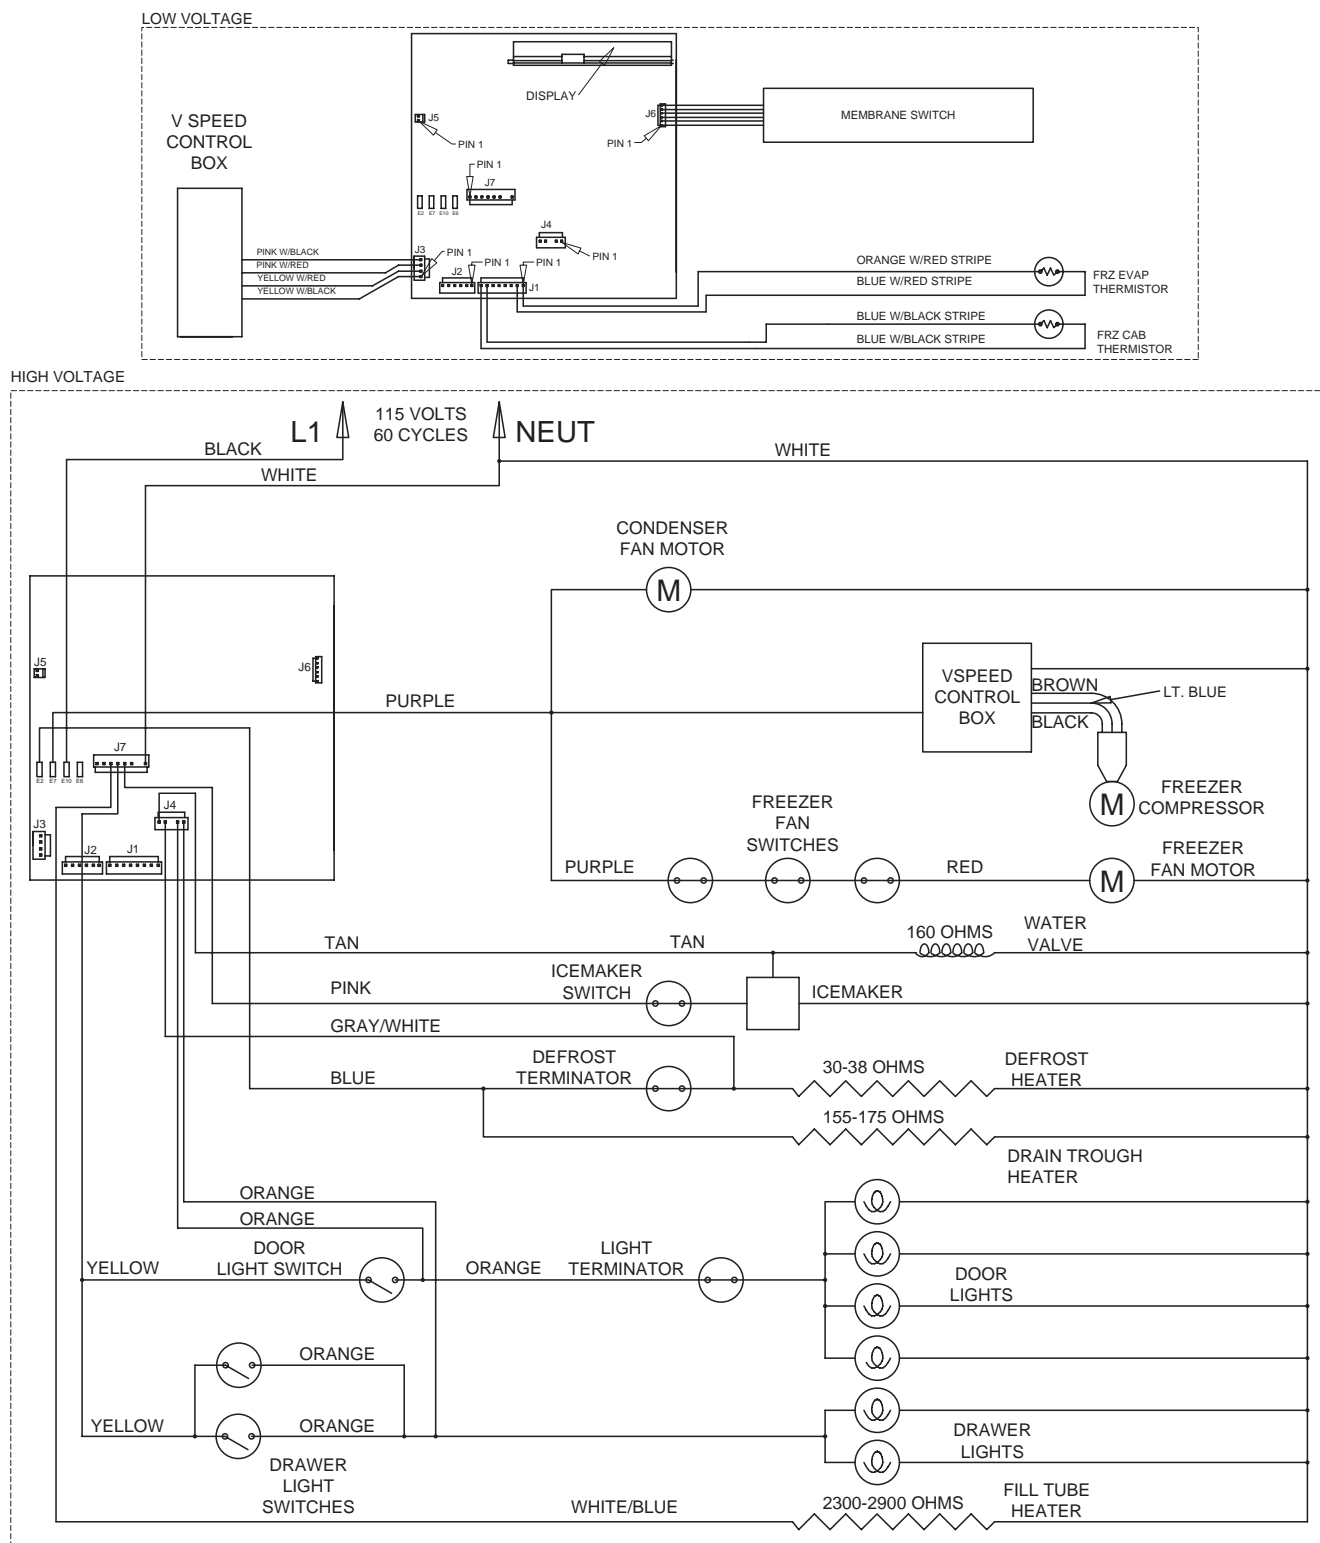 LOW VOLTAGE
DISPLAY
V SPEED
CONTROL
BOX
J5
PIN 1
J6
PIN 1
MEMBRANE SWITCH
PIN 1
J7
E2 E7 E10 E6
J4
PIN 1
PINK W/BLACK
PINK W/RED
YELLOW W/RED
YELLOW W/BLACK
J3
PIN 1
J2
PIN 1
PIN 1
J1
ORANGE W/RED STRIPE
BLUE W/RED STRIPE
FRZ EVAP
THERMISTOR
BLUE W/BLACK STRIPE
BLUE W/BLACK STRIPE
FRZ CAB
THERMISTOR
HIGH VOLTAGE
L1
115 VOLTS
60 CYCLES
NEUT
BLACK
WHITE
WHITE
CONDENSER
FAN MOTOR
M
J5
J6
PURPLE
VSPEED
CONTROL
BOX
BROWN
LT. BLUE
BLACK
J7
E2 E7 E10 E6
J4
J3
J2
J1
M
FREEZER
COMPRESSOR
FREEZER
FAN
SWITCHES
PURPLE
RED
M
FREEZER
FAN MOTOR
TAN
TAN
160 OHMS
WATER
VALVE
PINK
ICEMAKER
SWITCH
ICEMAKER
GRAY/WHITE
BLUE
DEFROST
TERMINATOR
30-38 OHMS
DEFROST
HEATER
155-175 OHMS
DRAIN TROUGH
HEATER
ORANGE
ORANGE
YELLOW
DOOR
LIGHT SWITCH
ORANGE
LIGHT
TERMINATOR
DOOR
LIGHTS
ORANGE
YELLOW
ORANGE
DRAWER
LIGHT
SWITCHES
DRAWER
LIGHTS
WHITE/BLUE
2300-2900 OHMS
FILL TUBE
HEATER